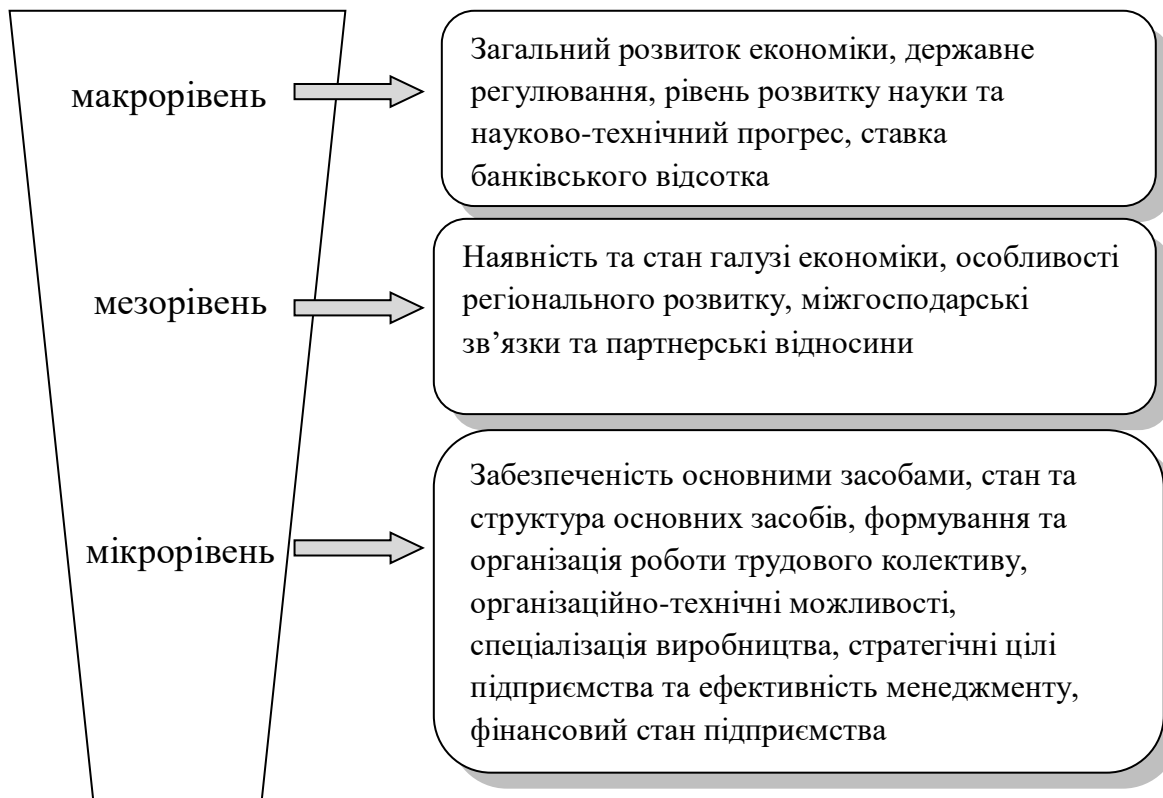 макрорівень
Загальний розвиток економіки, державне
регулювання, рівень розвитку науки та
науково-технічний прогрес, ставка
банківського відсотка
мезорівень
Наявність та стан галузі економіки, особливості
регіонального розвитку, міжгосподарські
зв’язки та партнерські відносини
мікрорівень
Забезпеченість основними засобами, стан та
структура основних засобів, формування та
організація роботи трудового колективу,
організаційно-технічні можливості,
спеціалізація виробництва, стратегічні цілі
підприємства та ефективність менеджменту,
фінансовий стан підприємства